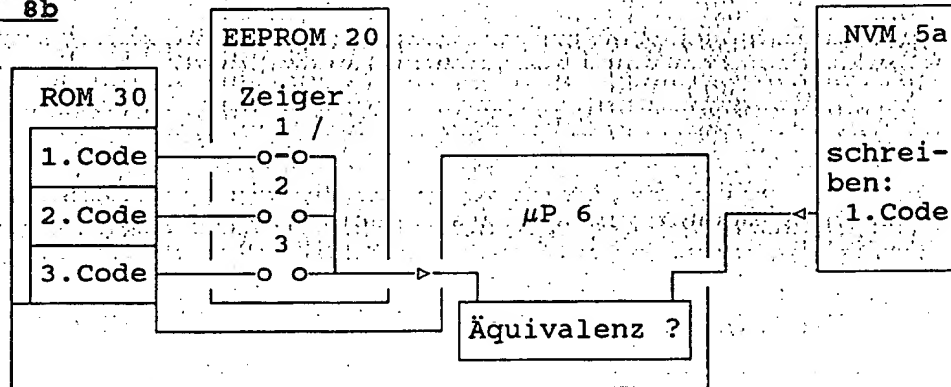 8b
EEPROM 20
NVM 5a
ROM 30
Zeiger
1 /
1.Code
schrei-
ben:
2
2.Code
µP 6
1.Code
3
3.Code
Äquivalenz ?